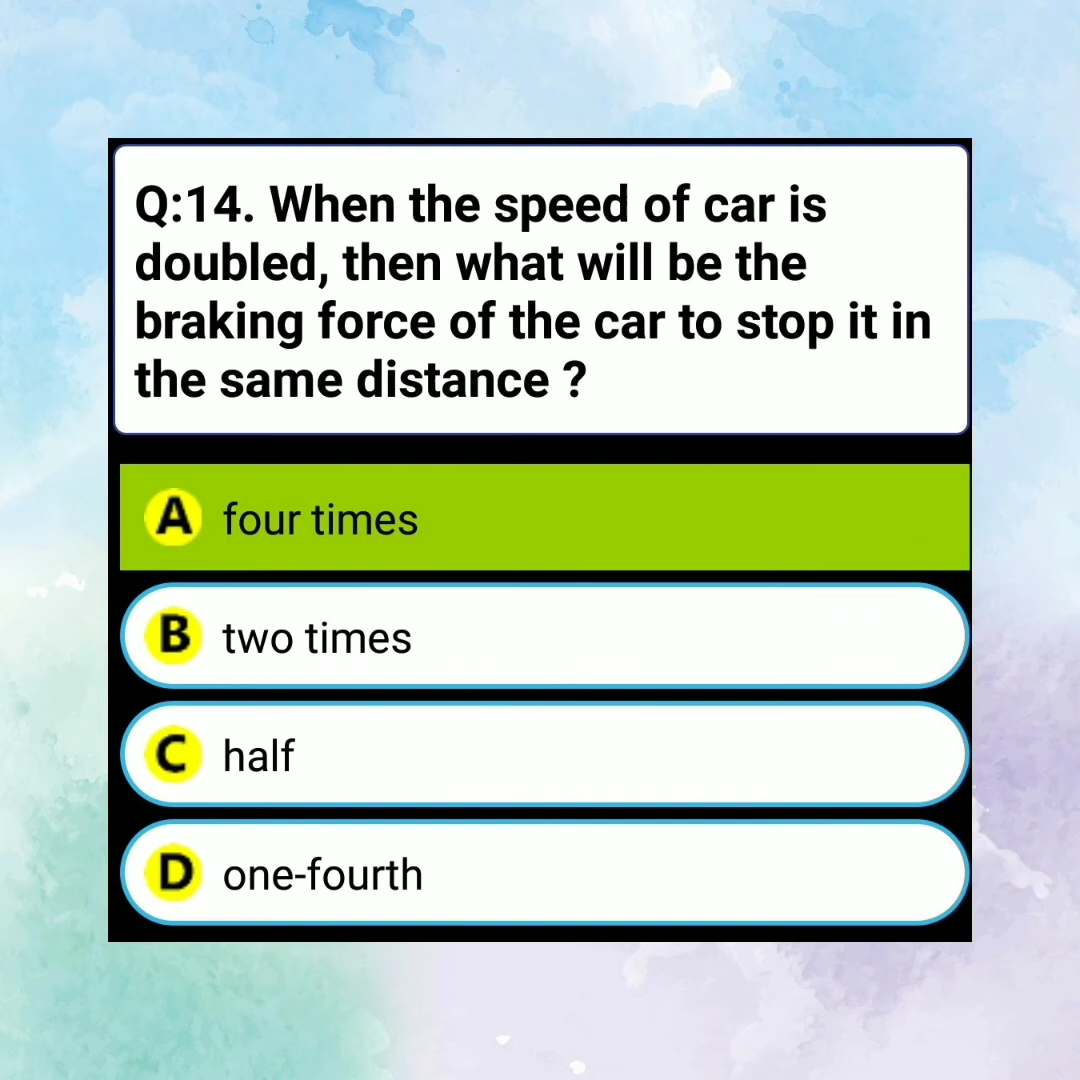 Q:14. When the speed of car is
doubled, then what will be the
braking force of the car to stop it in
the same distance ?
A four times
B two times
C half
D one-fourth